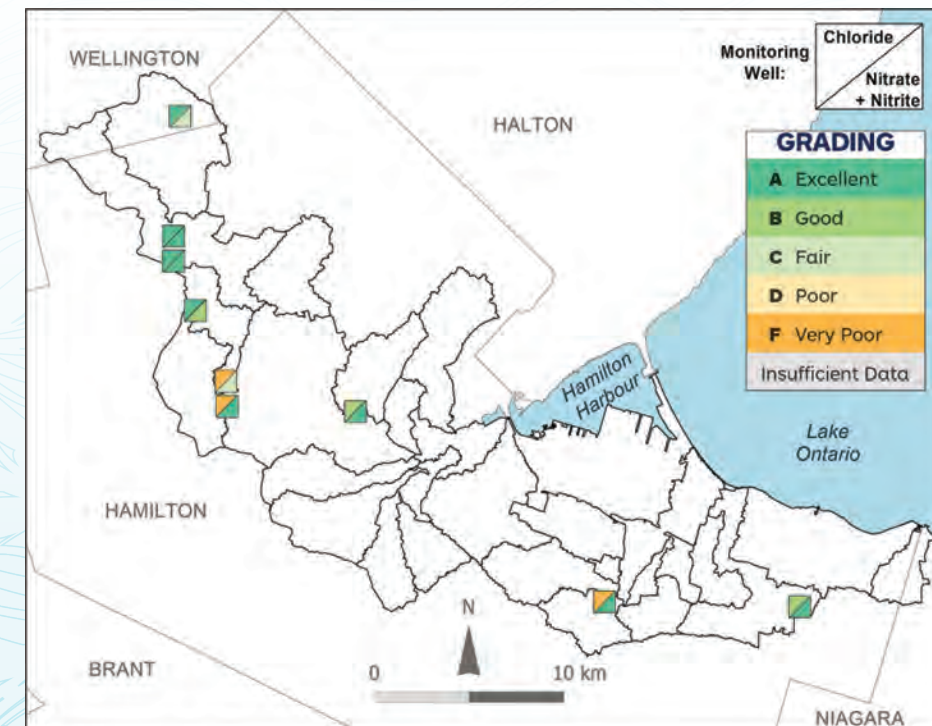 WELLINGTON
HALTON
Monitoring
Well:
Chloride
Nitrate
+ Nitrite
GRADING
A Excellent
B Good
C Fair
D Poor
F Very Poor
Insufficient Data
Hamilton
Harbour
Lake
Ontario
HAMILTON
N
0 10 km
BRANT
NIAGARA